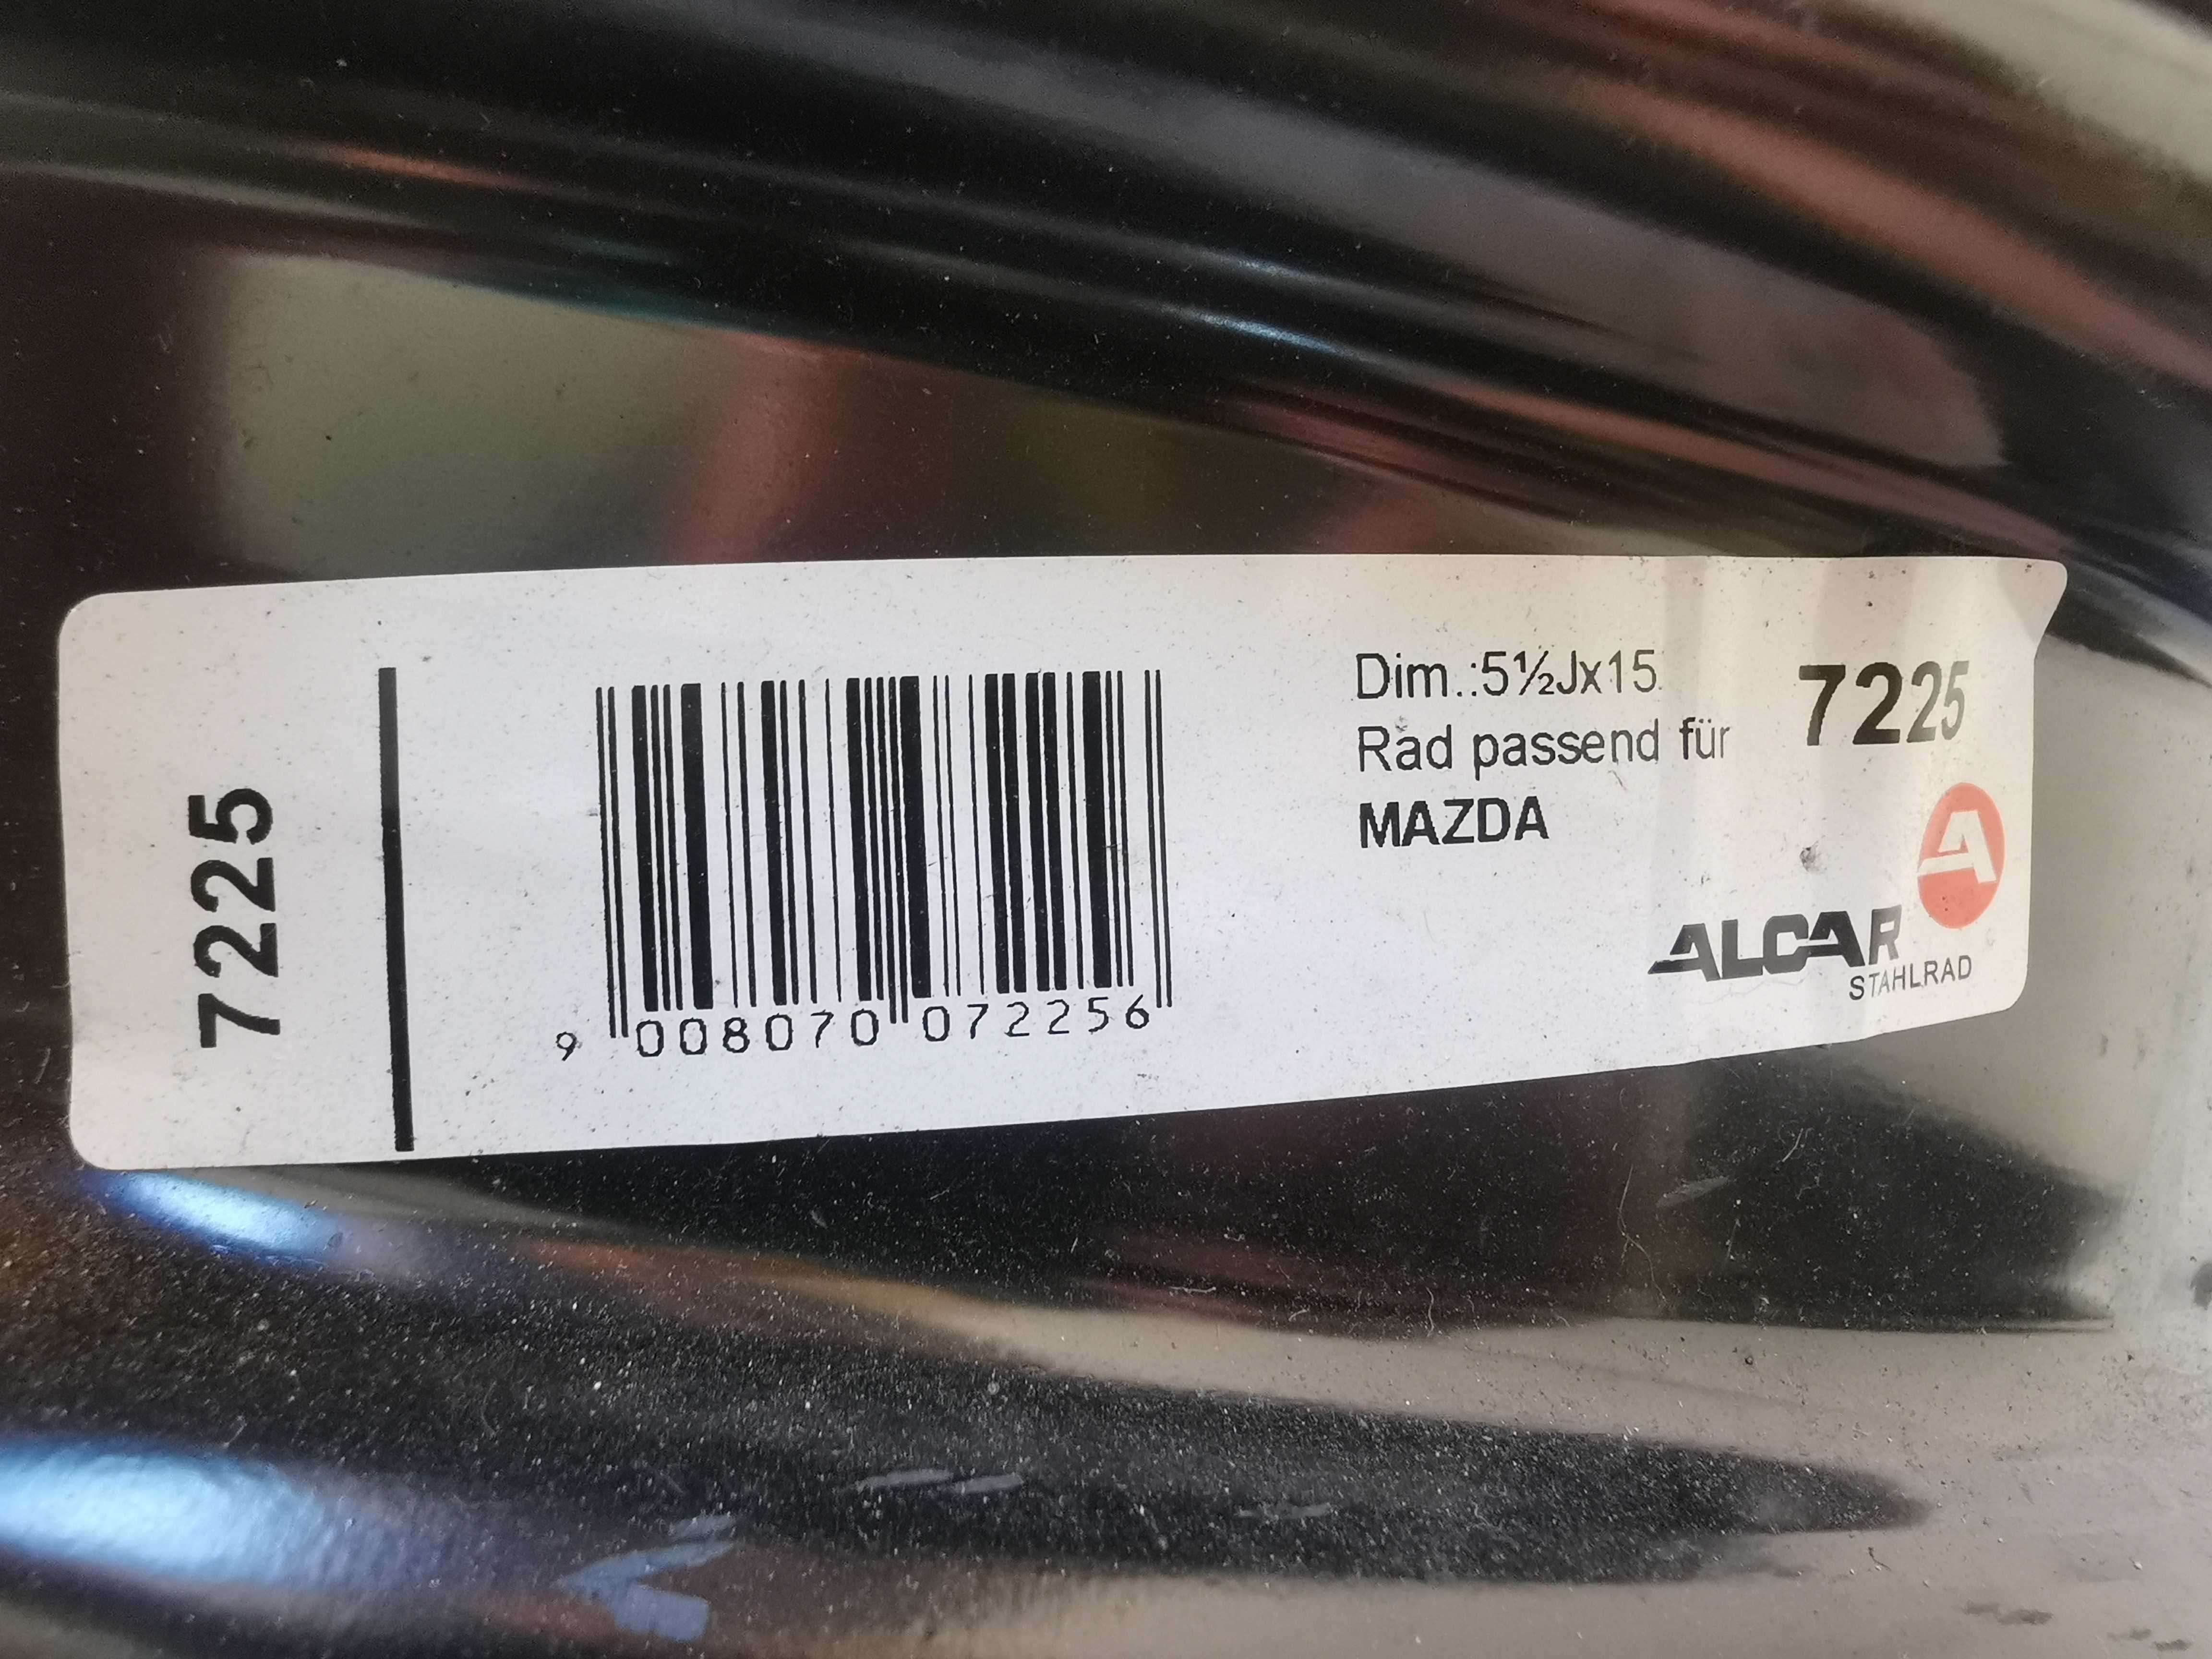 7225
9 008070 072256
Dim.:5½Jx15
Rad passend für
MAZDA
7225
A
ALCAR
STAHLRAD